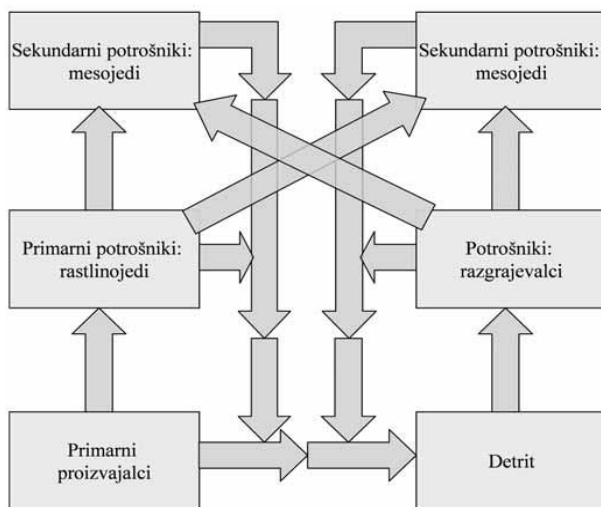 Sekundarni potrošniki:
mesojedi
Sekundarni potrošniki:
mesojedi
Primarni potrošniki:
rastlinojedi
Potrošniki:
razgrajevalci
Primarni
proizvajalci
Detrit